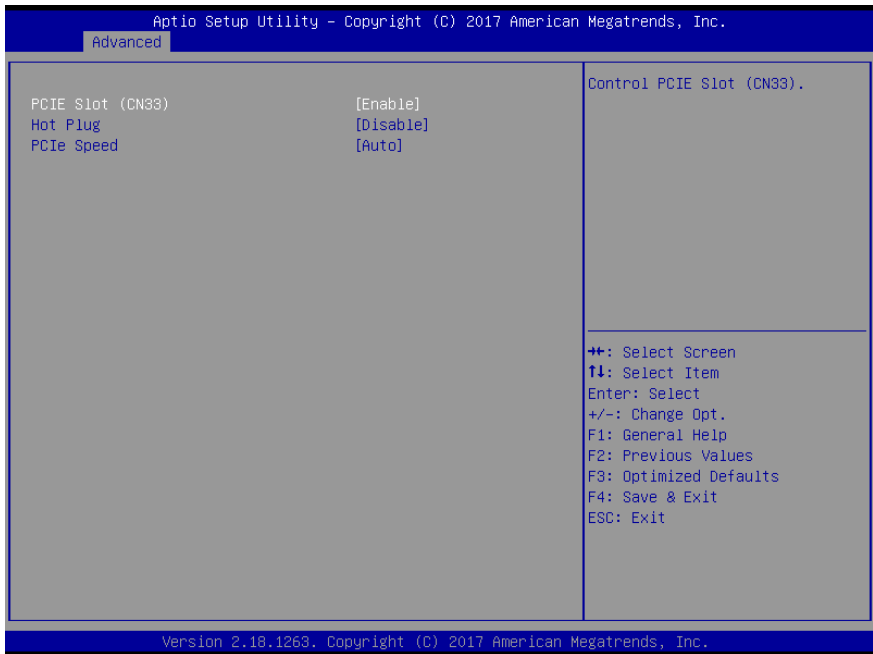 Aptio Setup Utility – Copyright (C) 2017 American Megatrends, Inc.
Advanced
PCIE Slot (CN33) [Enable]
Hot Plug [Disable]
PCIe Speed [Auto]
Control PCIE Slot (CN33).
→←: Select Screen
↑↓: Select Item
Enter: Select
+/-: Change Opt.
F1: General Help
F2: Previous Values
F3: Optimized Defaults
F4: Save & Exit
ESC: Exit
Version 2.18.1263. Copyright (C) 2017 American Megatrends, Inc.